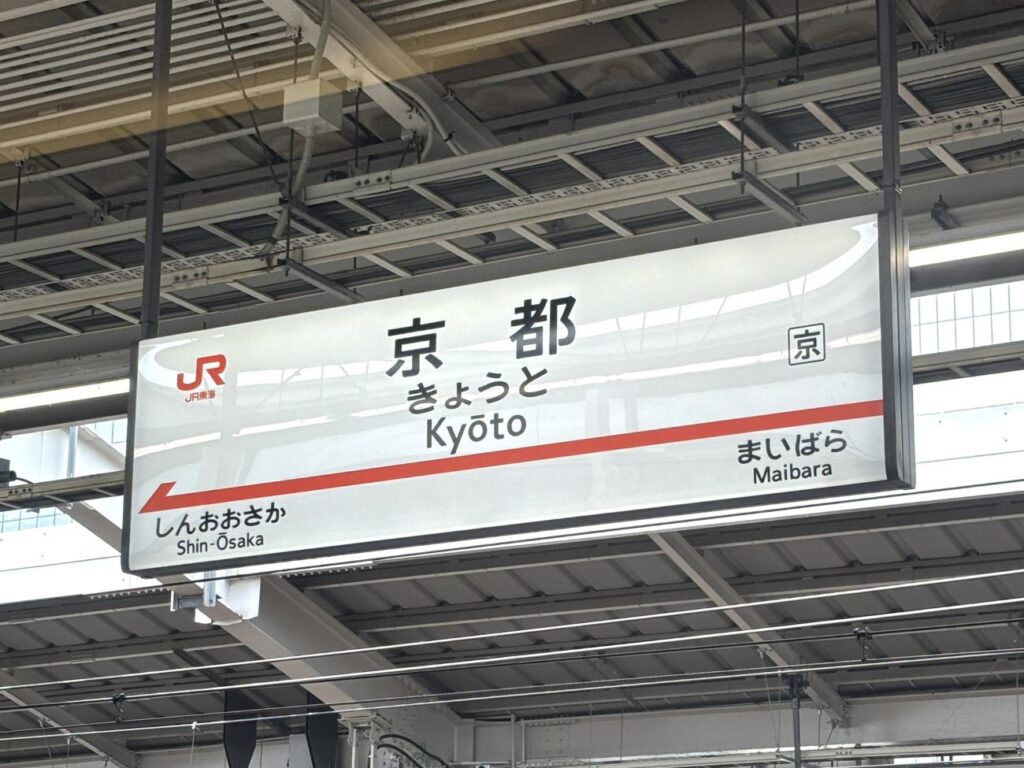 JR
JR東海
京都
きょうと
Kyōto
京
しんおおさか
Shin-Ōsaka
まいばら
Maibara